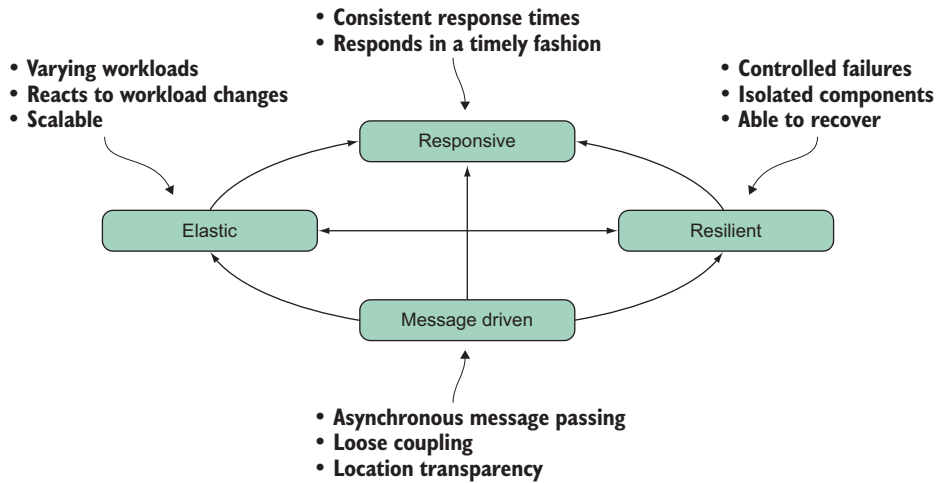 • Consistent response times
• Responds in a timely fashion
• Varying workloads
• Reacts to workload changes
• Scalable
• Controlled failures
• Isolated components
• Able to recover
Responsive
Elastic
Resilient
Message driven
• Asynchronous message passing
• Loose coupling
• Location transparency